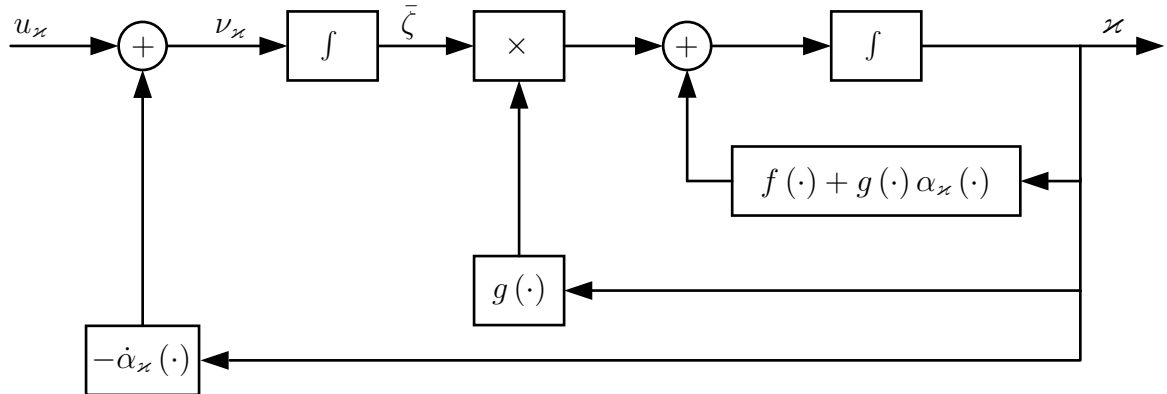 u_ϰ
+
ν_ϰ
∫
ζ̄
×
+
∫
ϰ
f (·) + g (·) α_ϰ (·)
g (·)
−α̇_ϰ (·)